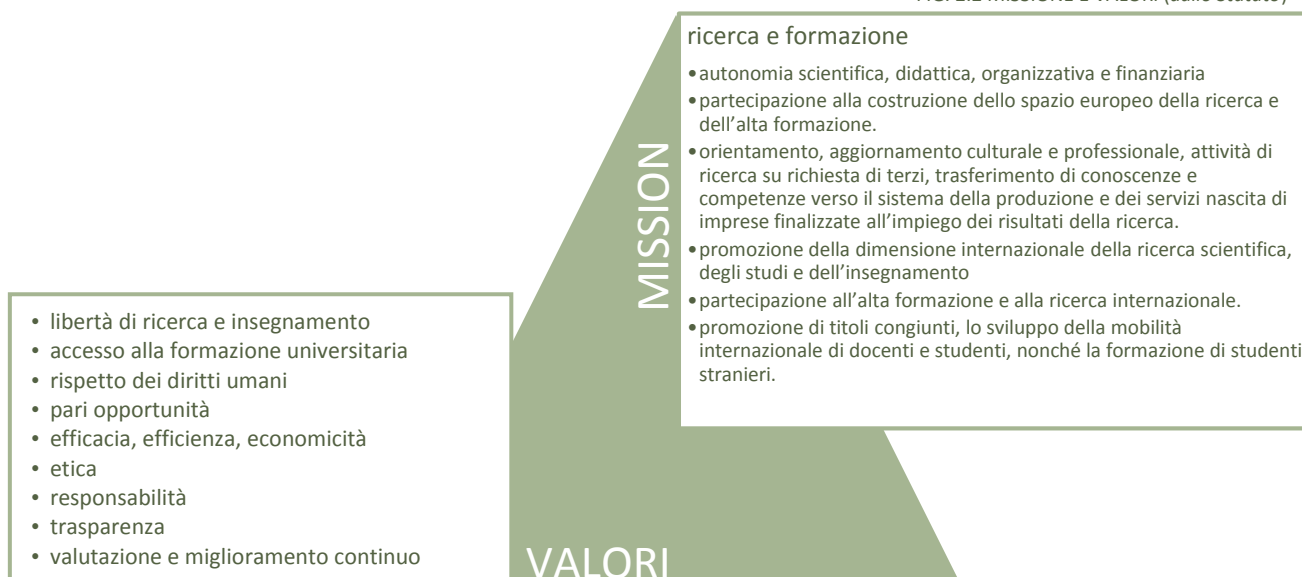 ricerca e formazione
•autonomia scientifica, didattica, organizzativa e finanziaria
•partecipazione alla costruzione dello spazio europeo della ricerca e
dell'alta formazione.
•orientamento, aggiornamento culturale e professionale, attività di
ricerca su richiesta di terzi, trasferimento di conoscenze e
competenze verso il sistema della produzione e dei servizi nascita di
imprese finalizzate all'impiego dei risultati della ricerca.
•promozione della dimensione internazionale della ricerca scientifica,
degli studi e dell'insegnamento
•partecipazione all'alta formazione e alla ricerca internazionale.
•promozione di titoli congiunti, lo sviluppo della mobilità
internazionale di docenti e studenti, nonché la formazione di studenti
stranieri.
MISSION
• libertà di ricerca e insegnamento
• accesso alla formazione universitaria
• rispetto dei diritti umani
• pari opportunità
• efficacia, efficienza, economicità
• etica
• responsabilità
• trasparenza
• valutazione e miglioramento continuo
VALORI